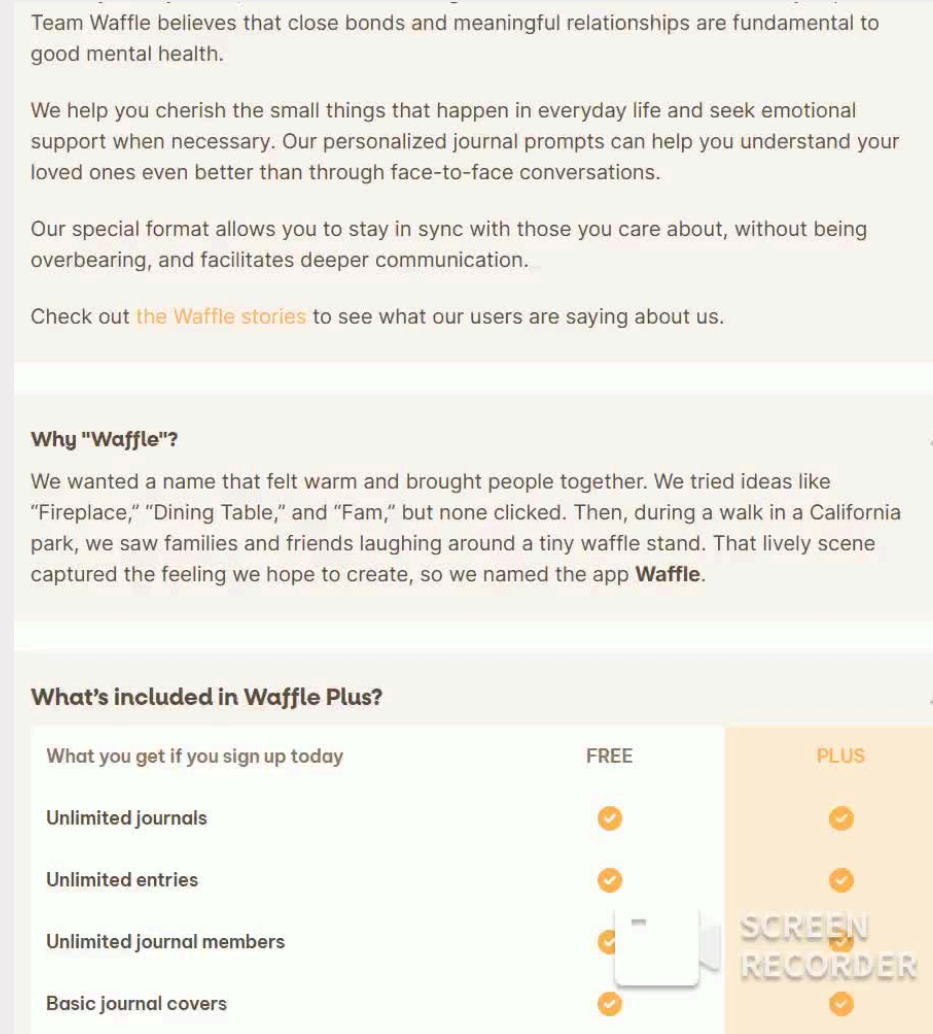 Team Waffle believes that close bonds and meaningful relationships are fundamental to
good mental health.
We help you cherish the small things that happen in everyday life and seek emotional
support when necessary. Our personalized journal prompts can help you understand your
loved ones even better than through face-to-face conversations.
Our special format allows you to stay in sync with those you care about, without being
overbearing, and facilitates deeper communication.
Check out the Waffle stories to see what our users are saying about us.
Why "Waffle"?
We wanted a name that felt warm and brought people together. We tried ideas like
“Fireplace,” “Dining Table,” and “Fam,” but none clicked. Then, during a walk in a California
park, we saw families and friends laughing around a tiny waffle stand. That lively scene
captured the feeling we hope to create, so we named the app Waffle.
What’s included in Waffle Plus?
What you get if you sign up today FREE PLUS
Unlimited journals
Unlimited entries
Unlimited journal members
Basic journal covers
SCREEN
RECORDER